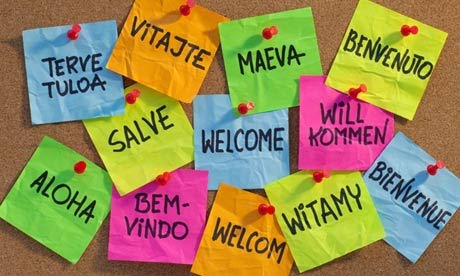 TERVE
TULOA
VITAJTE
MAEVA
BENVENUTO
SALVE
WELCOME
WILL
KOMMEN
ALOHA
BEM-
VINDO
WELCOM
WITAMY
BIENVENUE